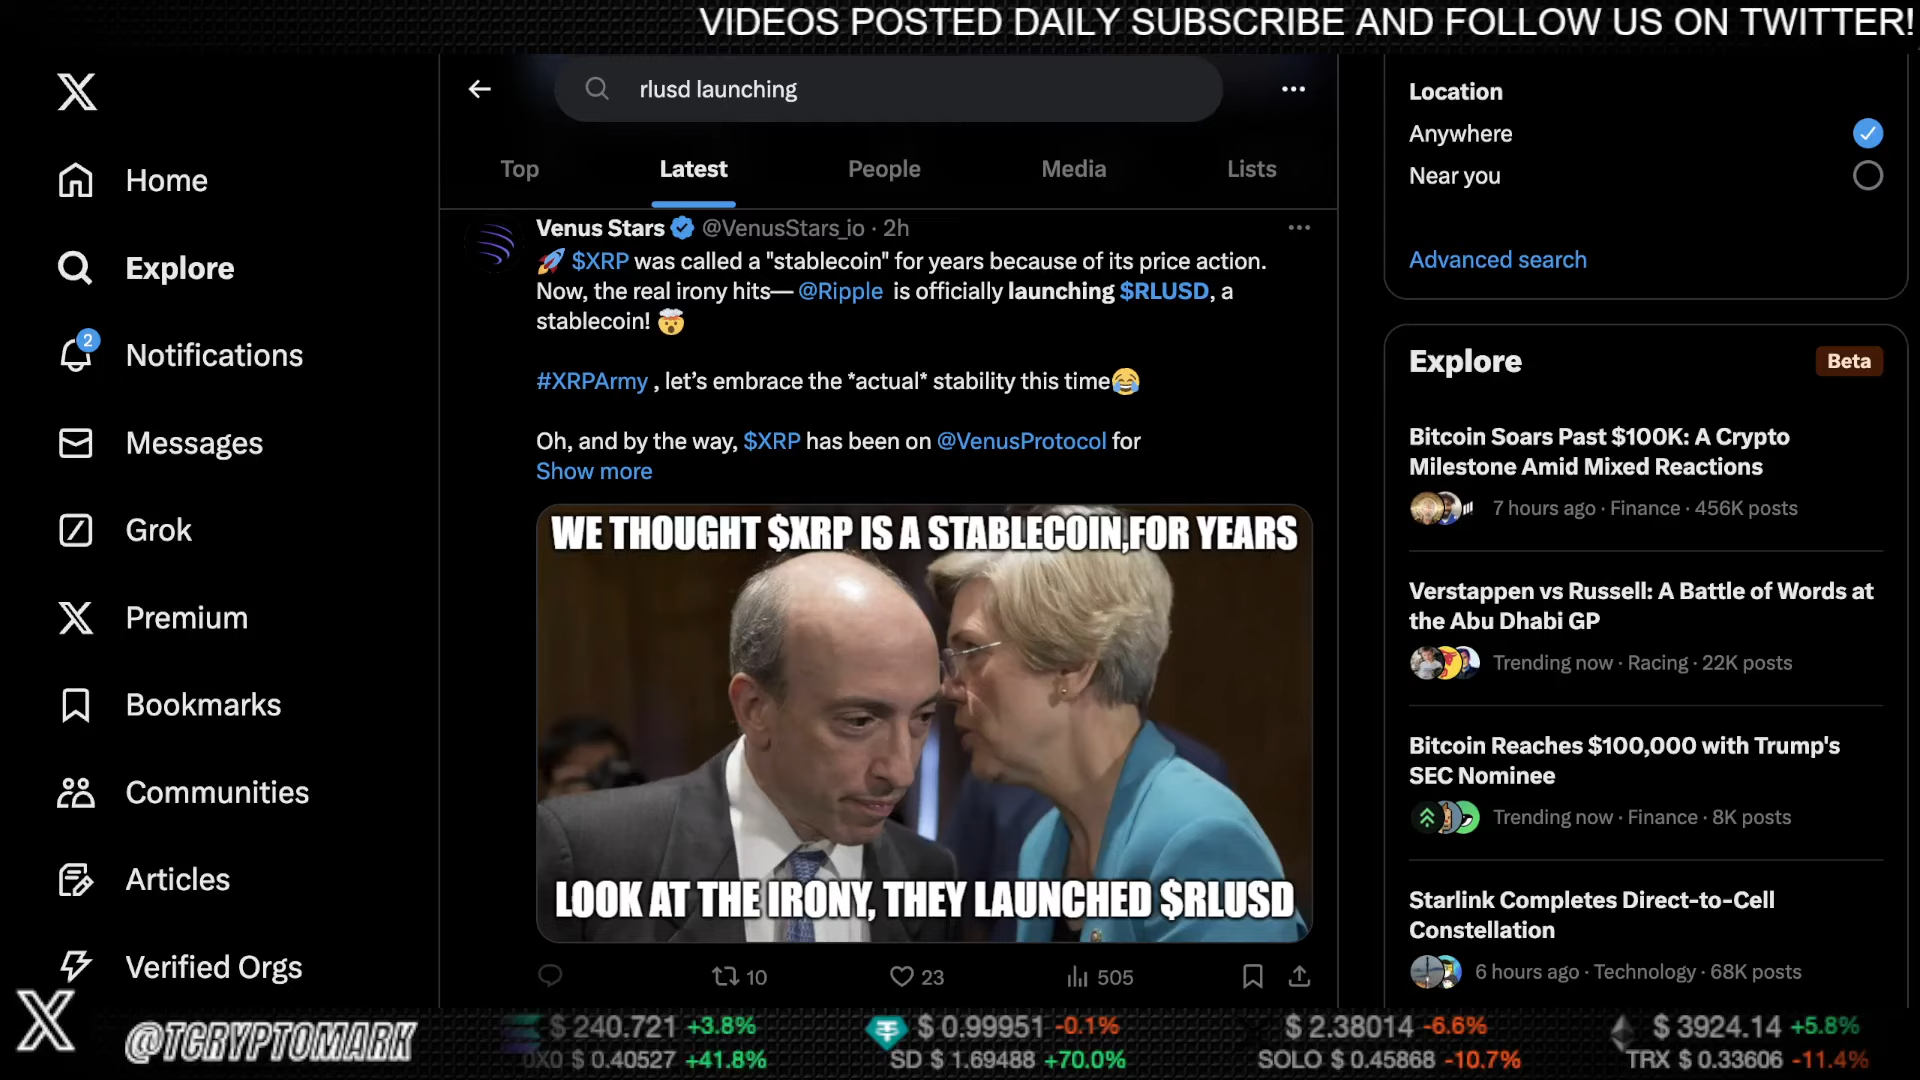 VIDEOS POSTED DAILY SUBSCRIBE AND FOLLOW US ON TWITTER!
Home
Explore
2
Notifications
Messages
Grok
Premium
Bookmarks
Communities
Articles
Verified Orgs
@TCRYPTOMARK
rlusd launching
Top
Latest
People
Media
Lists
Venus Stars @VenusStars_io · 2h
🚀 $XRP was called a "stablecoin" for years because of its price action.
Now, the real irony hits— @Ripple is officially launching $RLUSD, a
stablecoin! 🤯
#XRPArmy , let’s embrace the *actual* stability this time😂
Oh, and by the way, $XRP has been on @VenusProtocol for
Show more
WE THOUGHT $XRP IS A STABLECOIN,FOR YEARS
LOOK AT THE IRONY, THEY LAUNCHED $RLUSD
10
23
505
Location
Anywhere
Near you
Advanced search
Explore
Beta
Bitcoin Soars Past $100K: A Crypto
Milestone Amid Mixed Reactions
7 hours ago · Finance · 456K posts
Verstappen vs Russell: A Battle of Words at
the Abu Dhabi GP
Trending now · Racing · 22K posts
Bitcoin Reaches $100,000 with Trump's
SEC Nominee
Trending now · Finance · 8K posts
Starlink Completes Direct-to-Cell
Constellation
6 hours ago · Technology · 68K posts
$ 240.721 +3.8%
$ 0.99951 -0.1%
$ 2.38014 -6.6%
$ 3924.14 +5.8%
0X0 $ 0.40527 +41.8%
SD $ 1.69488 +70.0%
SOLO $ 0.45868 -10.7%
TRX $ 0.33606 -11.4%